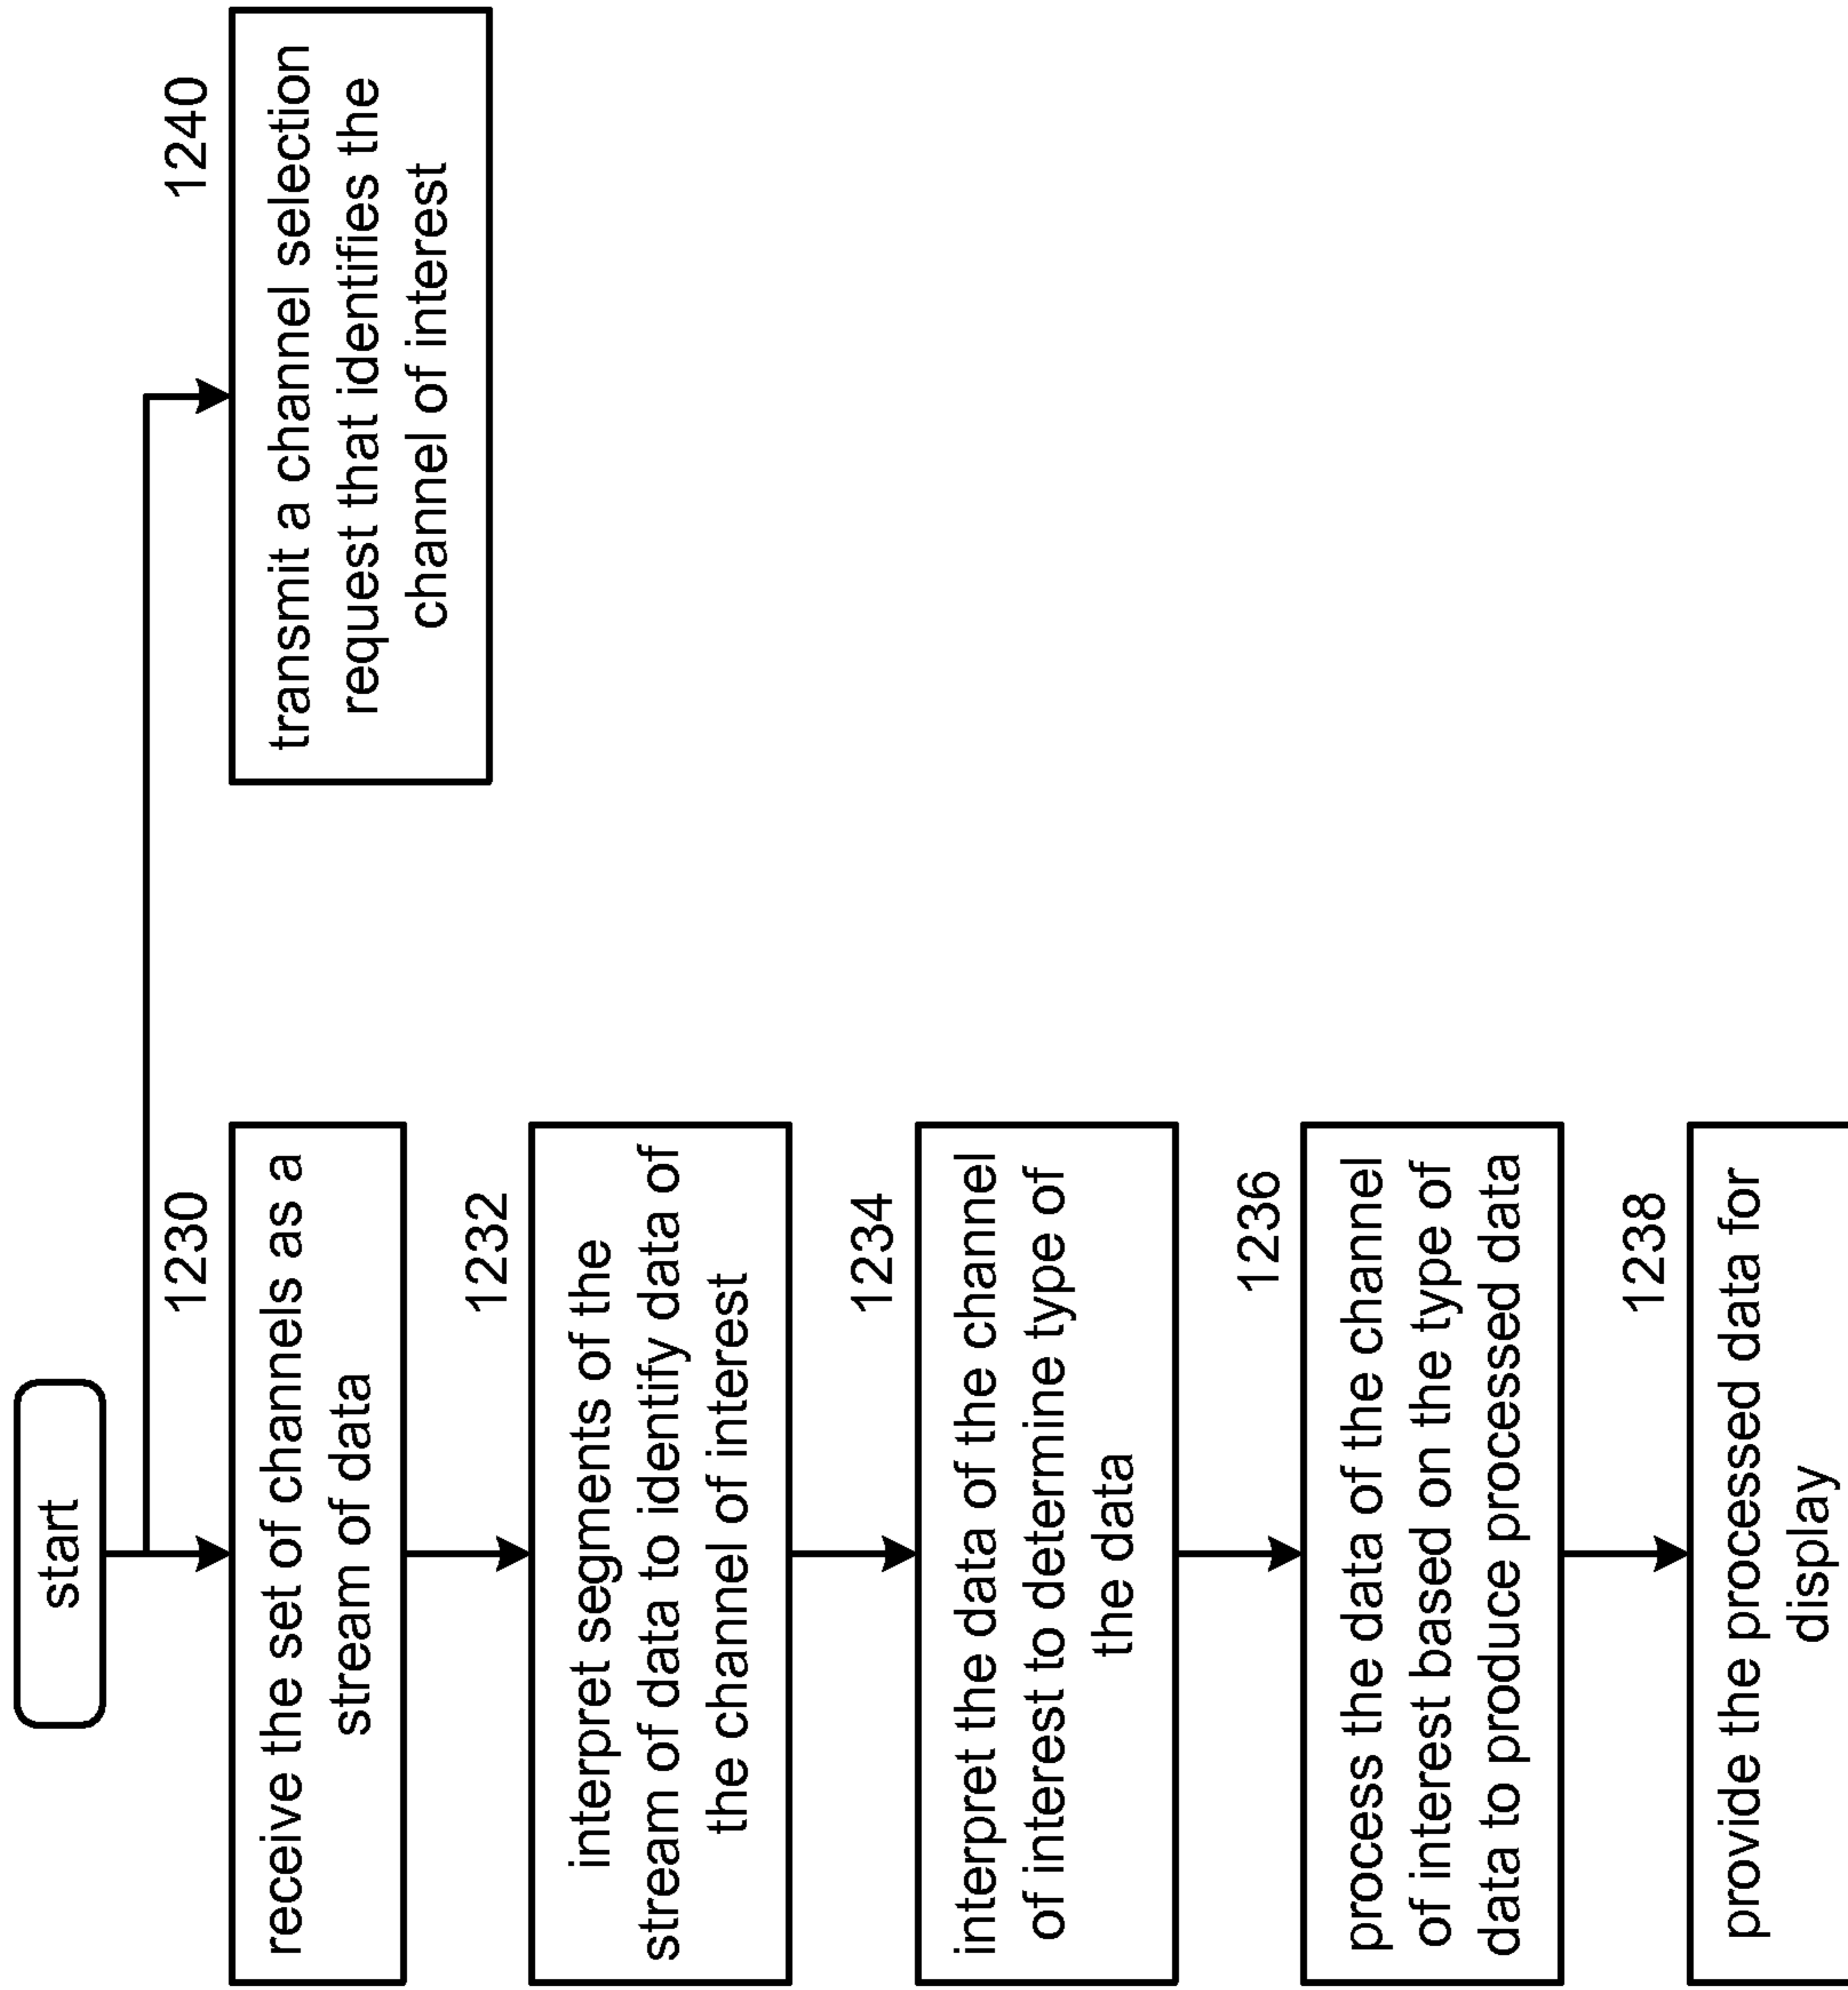 start
1230
receive the set of channels as a
stream of data
1232
interpret segments of the
stream of data to identify data of
the channel of interest
1234
interpret the data of the channel
of interest to determine type of
the data
1236
process the data of the channel
of interest based on the type of
data to produce processed data
1238
provide the processed data for
display
1240
transmit a channel selection
request that identifies the
channel of interest